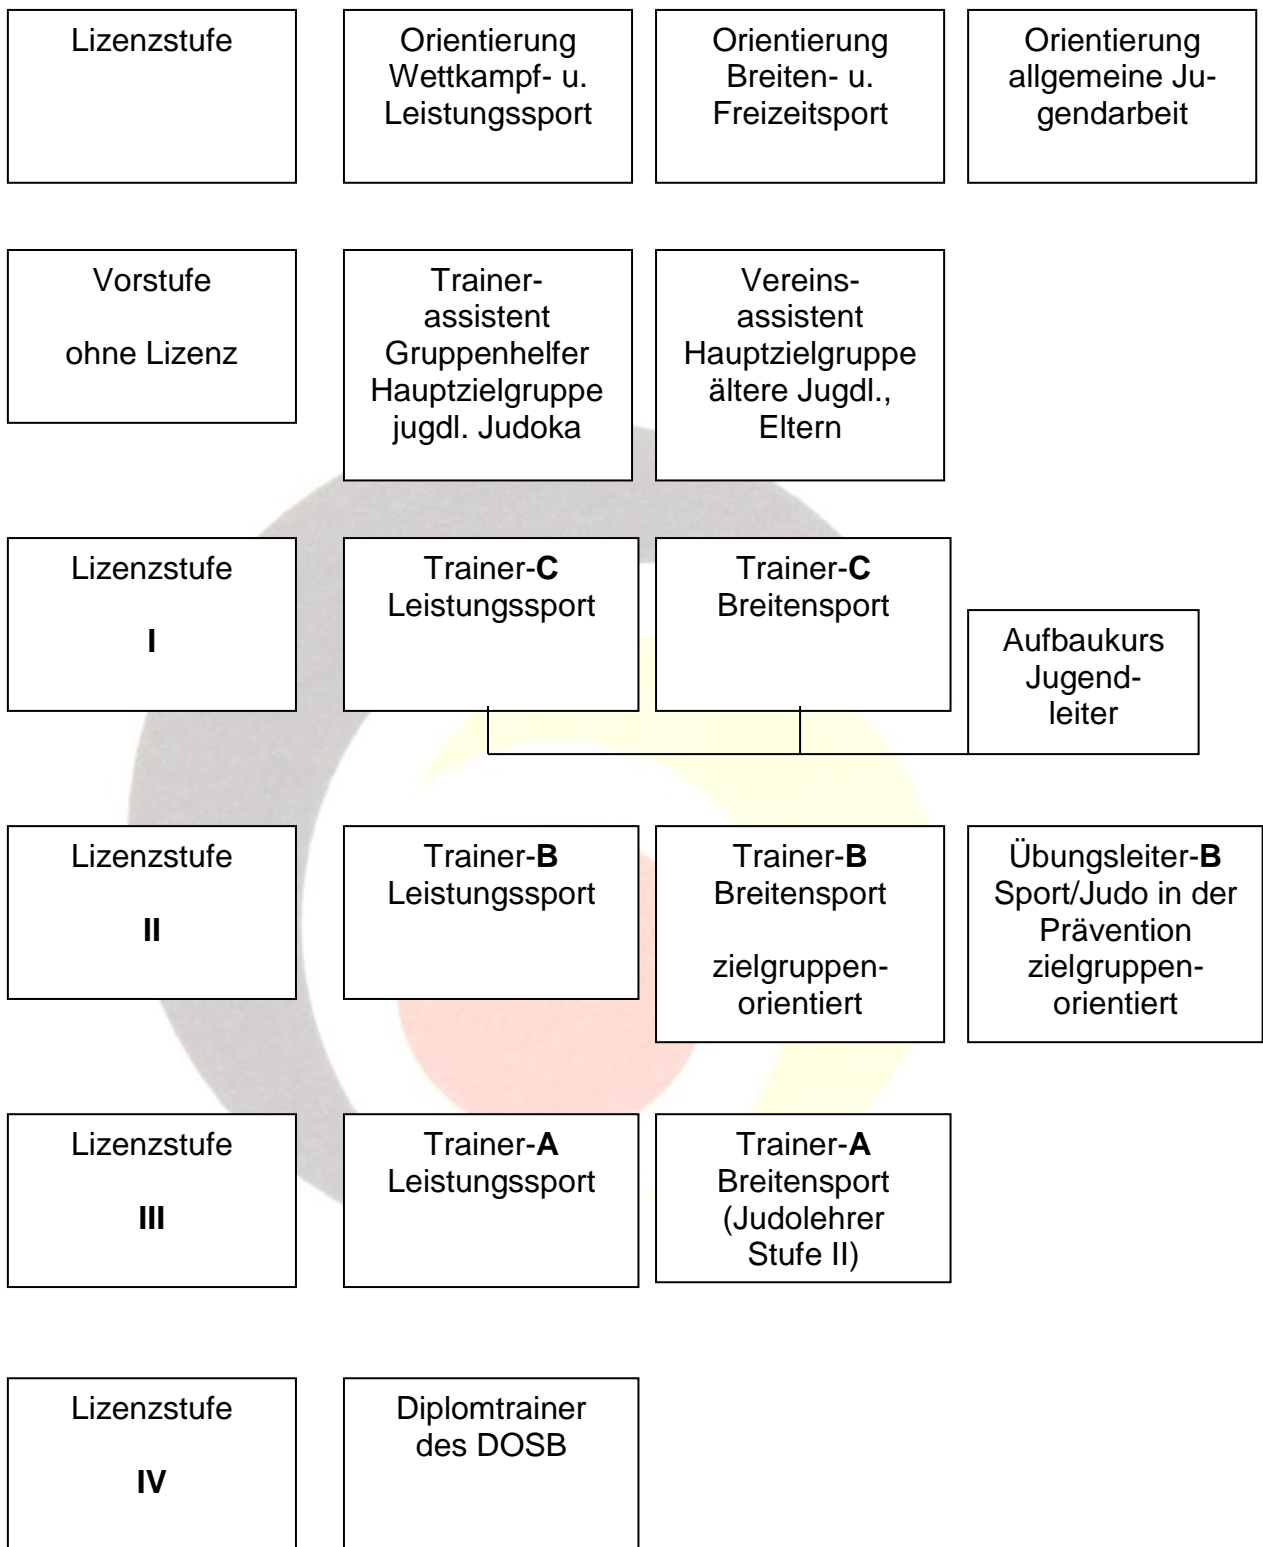 Lizenzstufe
Orientierung
Wettkampf- u.
Leistungssport
Orientierung
Breiten- u.
Freizeitsport
Orientierung
allgemeine Ju-
gendarbeit
Vorstufe
ohne Lizenz
Trainer-
assistent
Gruppenhelfer
Hauptzielgruppe
jugdl. Judoka
Vereins-
assistent
Hauptzielgruppe
ältere Jugdl.,
Eltern
Lizenzstufe
I
Trainer-C
Leistungssport
Trainer-C
Breitensport
Aufbaukurs
Jugend-
leiter
Lizenzstufe
II
Trainer-B
Leistungssport
Trainer-B
Breitensport
zielgruppen-
orientiert
Übungsleiter-B
Sport/Judo in der
Prävention
zielgruppen-
orientiert
Lizenzstufe
III
Trainer-A
Leistungssport
Trainer-A
Breitensport
(Judolehrer
Stufe II)
Lizenzstufe
IV
Diplomtrainer
des DOSB